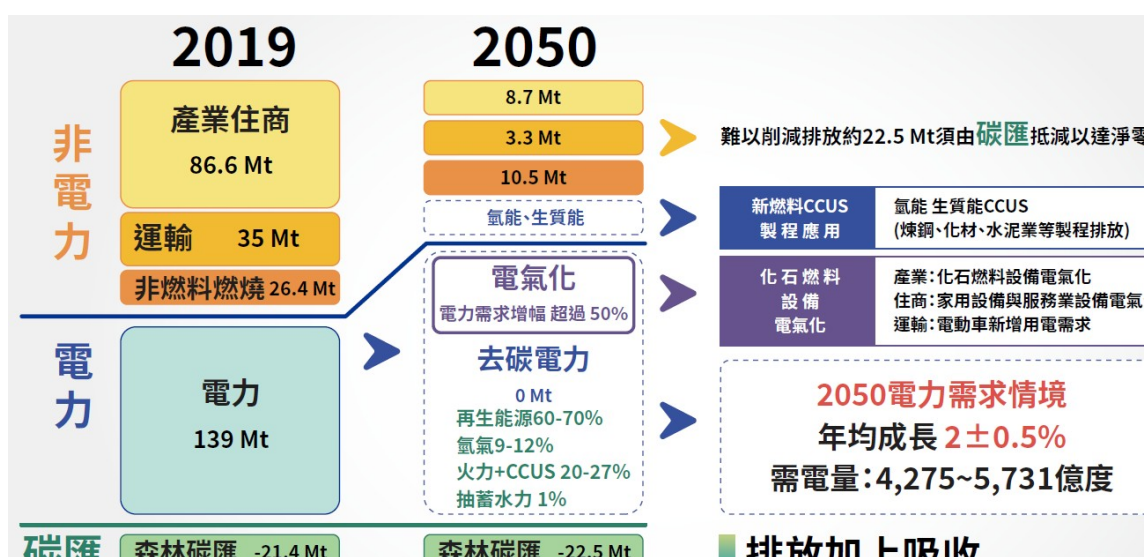 2019
2050
非電力
產業住商
86.6 Mt
運輸 35 Mt
非燃料燃燒 26.4 Mt
8.7 Mt
3.3 Mt
10.5 Mt
氫能、生質能
難以削減排放約22.5 Mt須由碳匯抵減以達淨零
新燃料CCUS
製程應用
氫能 生質能CCUS
(煉鋼、化材、水泥業等製程排放)
化石燃料
設備
電氣化
產業:化石燃料設備電氣化
住商:家用設備與服務業設備電氣
運輸:電動車新增用電需求
電力
電力
139 Mt
電氣化
電力需求增幅 超過 50%
去碳電力
0 Mt
再生能源60-70%
氫氣9-12%
火力+CCUS 20-27%
抽蓄水力 1%
2050電力需求情境
年均成長 2±0.5%
需電量:4,275~5,731億度
碳匯
森林碳匯 -21.4 Mt
森林碳匯 -22.5 Mt
排放加上吸收